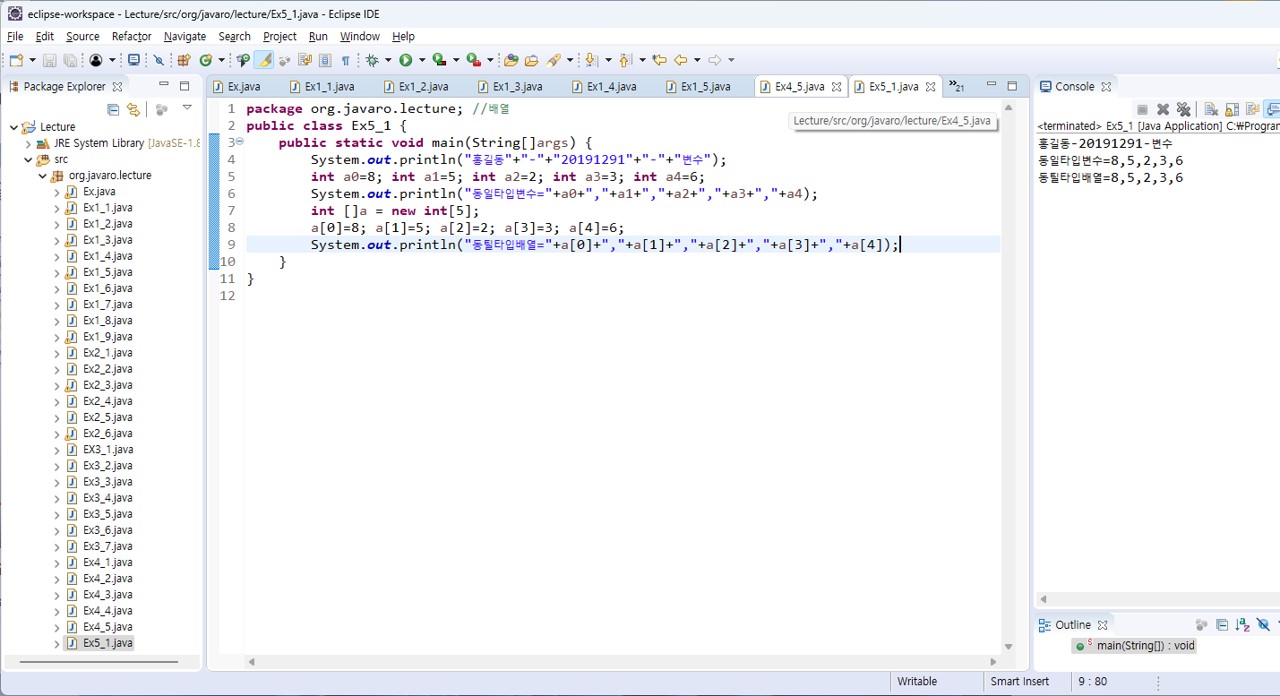 eclipse-workspace - Lecture/src/org/javaro/lecture/Ex5_1.java - Eclipse IDE
File Edit Source Refactor Navigate Search Project Run Window Help
Package Explorer
Ex.java Ex1_1.java Ex1_2.java Ex1_3.java Ex1_4.java Ex1_5.java Ex4_5.java Ex5_1.java »21
Console
Lecture
JRE System Library [JavaSE-1.8
src
org.javaro.lecture
Ex.java
Ex1_1.java
Ex1_2.java
Ex1_3.java
Ex1_4.java
Ex1_5.java
Ex1_6.java
Ex1_7.java
Ex1_8.java
Ex1_9.java
Ex2_1.java
Ex2_2.java
Ex2_3.java
Ex2_4.java
Ex2_5.java
Ex2_6.java
EX3_1.java
Ex3_2.java
Ex3_3.java
Ex3_4.java
Ex3_5.java
Ex3_6.java
Ex3_7.java
Ex4_1.java
Ex4_2.java
Ex4_3.java
Ex4_4.java
Ex4_5.java
Ex5_1.java
1 package org.javaro.lecture; //배열
2 public class Ex5_1 {
3 public static void main(String[]args) {
4 System.out.println("홍길동"+"-"+"20191291"+"-"+"변수");
5 int a0=8; int a1=5; int a2=2; int a3=3; int a4=6;
6 System.out.println("동일타입변수="+a0+","+a1+","+a2+","+a3+","+a4);
7 int []a = new int[5];
8 a[0]=8; a[1]=5; a[2]=2; a[3]=3; a[4]=6;
9 System.out.println("동틸타입배열="+a[0]+","+a[1]+","+a[2]+","+a[3]+","+a[4]);
10 }
11 }
12
Lecture/src/org/javaro/lecture/Ex4_5.java
<terminated> Ex5_1 [Java Application] C:₩Program
홍길동-20191291-변수
동일타입변수=8,5,2,3,6
동틸타입배열=8,5,2,3,6
Outline
main(String[]) : void
Writable Smart Insert 9 : 80